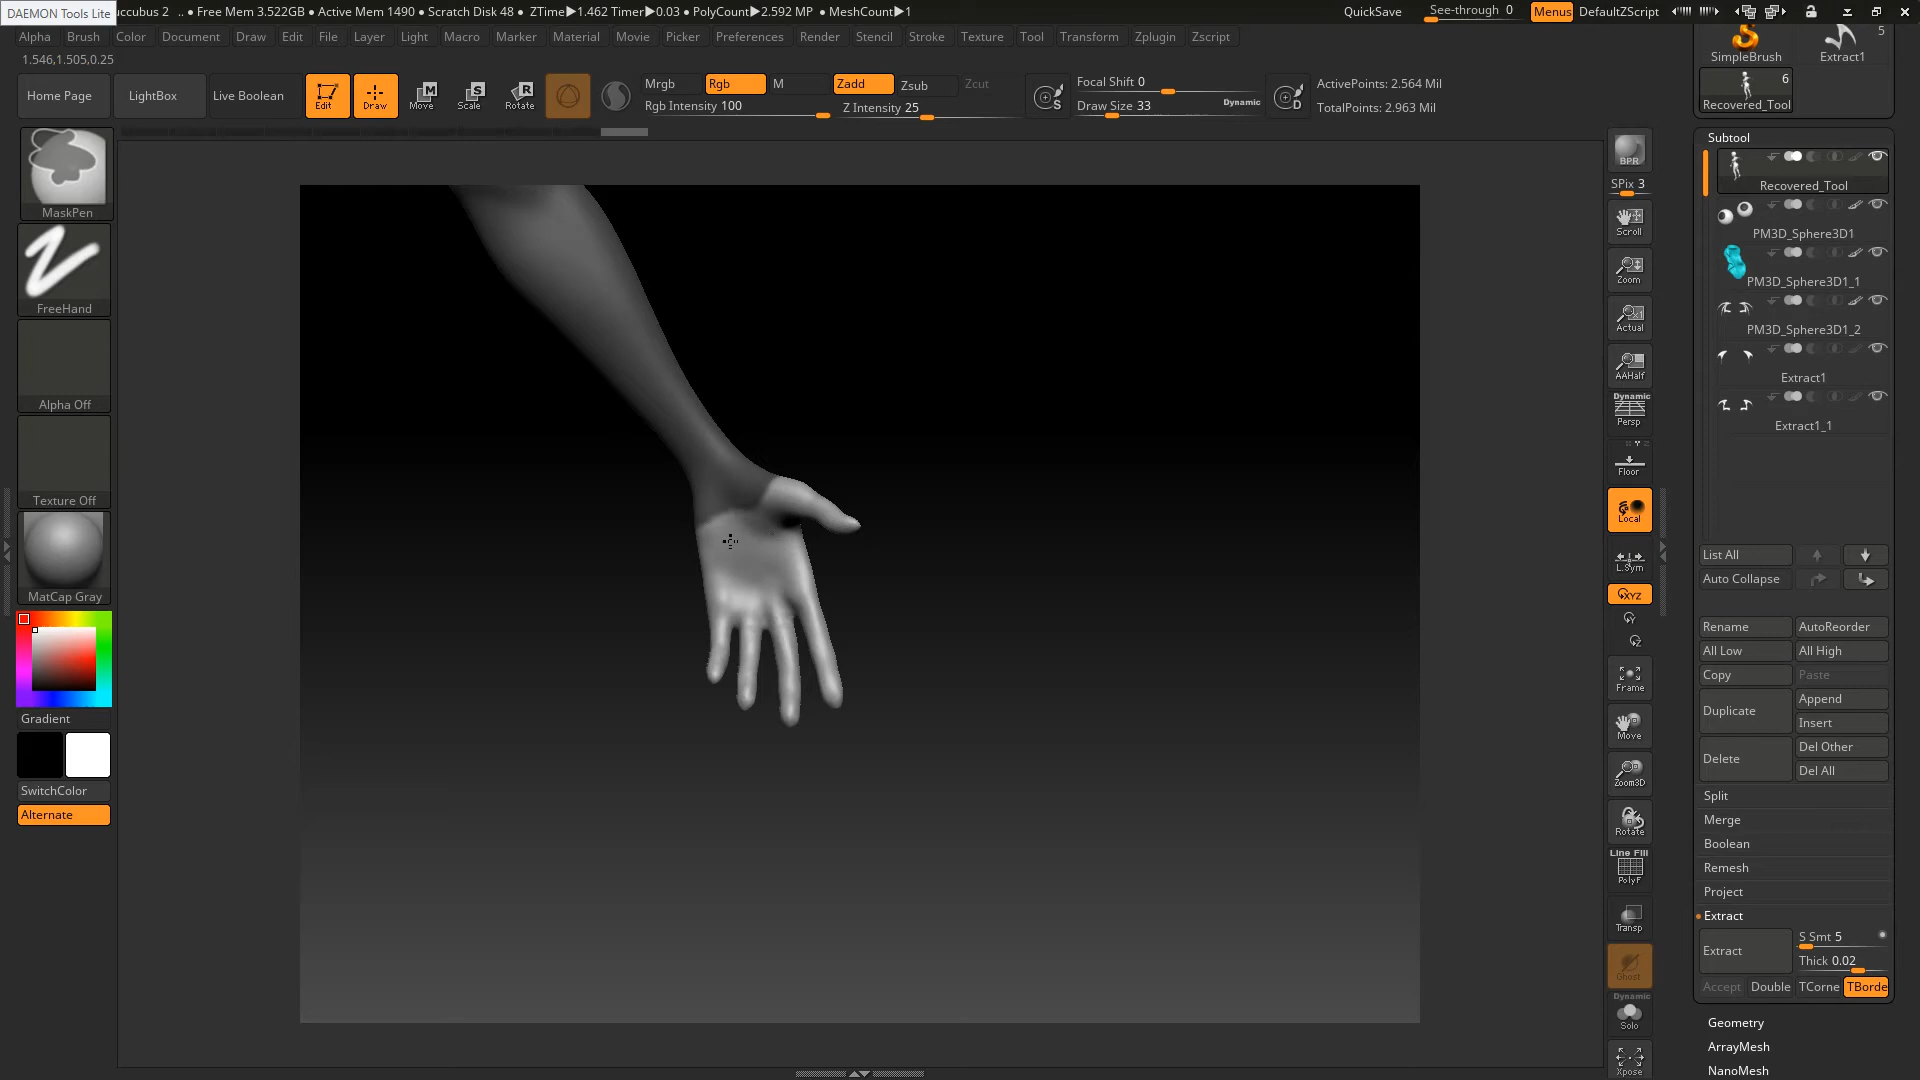 DAEMON Tools Lite
uccubus 2 .. ● Free Mem 3.522GB ● Active Mem 1490 ● Scratch Disk 48 ● ZTime▶1.462 Timer▶0.03 ● PolyCount▶2.592 MP ● MeshCount▶1
QuickSave See-through 0 Menus DefaultZScript
Alpha Brush Color Document Draw Edit File Layer Light Macro Marker Material Movie Picker Preferences Render Stencil Stroke Texture Tool Transform Zplugin Zscript
1.546,1.505,0.25
Home Page
LightBox
Live Boolean
Edit
Draw
Move
Scale
Rotate
Mrgb Rgb M Zadd Zsub Zcut
Rgb Intensity 100 Z Intensity 25
Focal Shift 0
Draw Size 33 Dynamic
ActivePoints: 2.564 Mil
TotalPoints: 2.963 Mil
MaskPen
FreeHand
Alpha Off
Texture Off
MatCap Gray
Gradient
SwitchColor
Alternate
BPR
SPix 3
Scroll
Zoom
Actual
AAHalf
Dynamic
Persp
Floor
Local
L.Sym
XYZ
Y
Z
Frame
Move
Zoom3D
Rotate
Line Fill
PolyF
Transp
Ghost
Dynamic
Solo
Xpose
SimpleBrush
5
Extract1
6
Recovered_Tool
Subtool
Recovered_Tool
PM3D_Sphere3D1
PM3D_Sphere3D1_1
PM3D_Sphere3D1_2
Extract1
Extract1_1
List All
Auto Collapse
Rename AutoReorder
All Low All High
Copy Paste
Duplicate Append
Insert
Delete Del Other
Del All
Split
Merge
Boolean
Remesh
Project
Extract
Extract S Smt 5
Thick 0.02
Accept Double TCorne TBorde
Geometry
ArrayMesh
NanoMesh